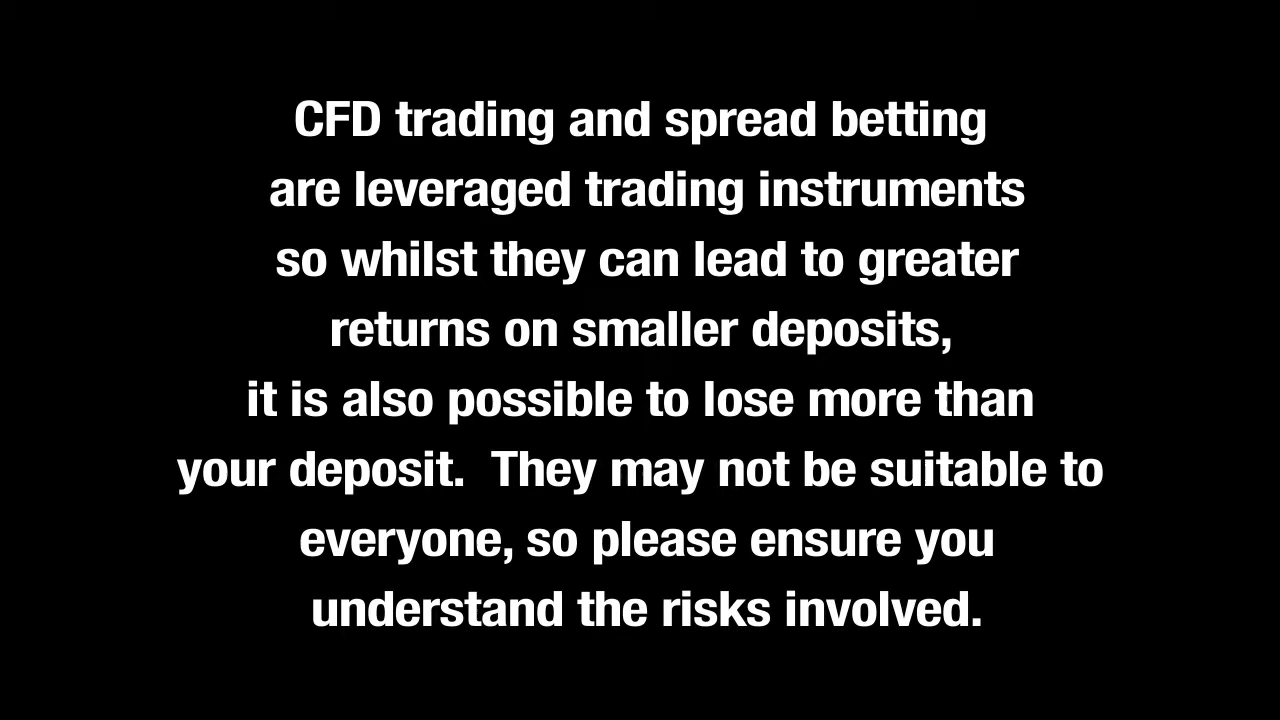 CFD trading and spread betting
are leveraged trading instruments
so whilst they can lead to greater
returns on smaller deposits,
it is also possible to lose more than
your deposit.  They may not be suitable to
everyone, so please ensure you
understand the risks involved.